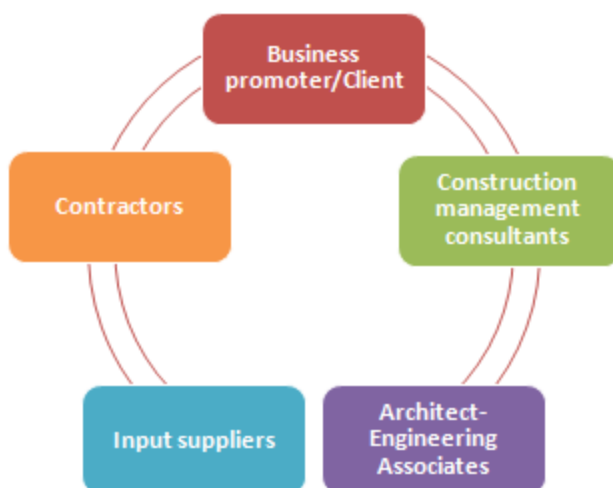 Business
promoter/Client
Contractors
Construction
management
consultants
Input suppliers
Architect-
Engineering
Associates